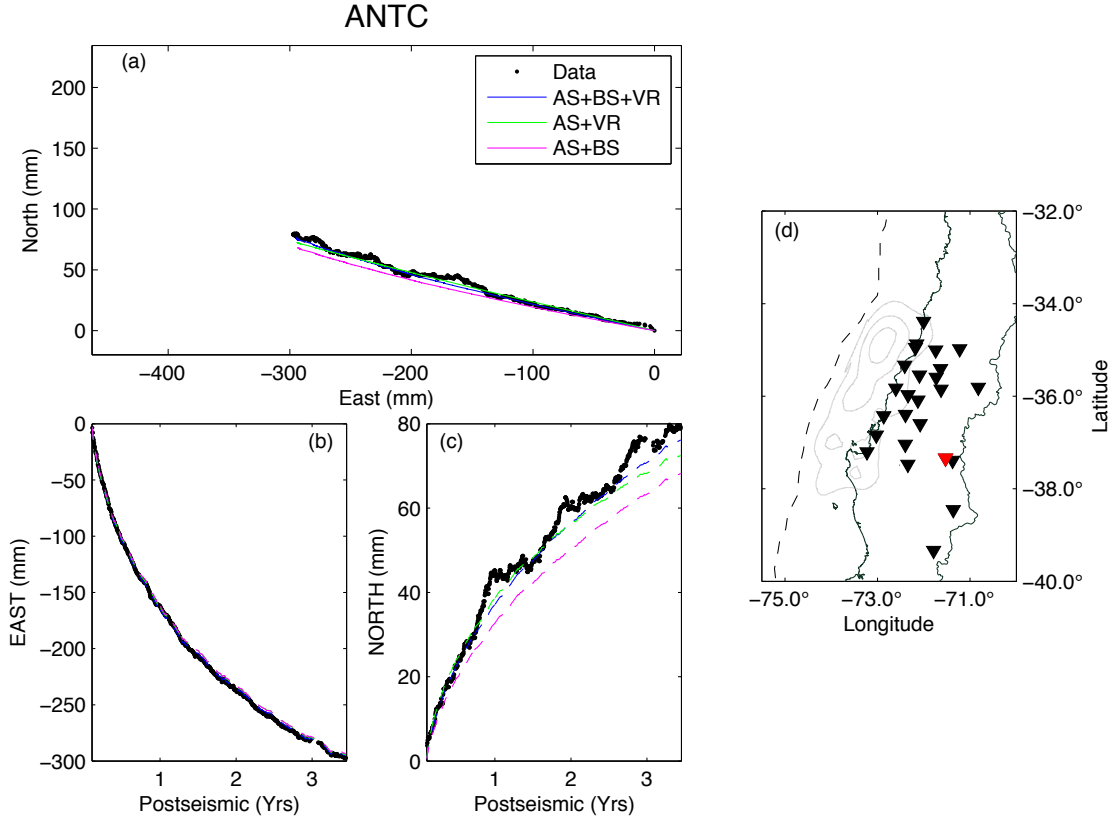 ANTC
(a)
Data
AS+BS+VR
AS+VR
AS+BS
200
150
100
50
0
North (mm)
−400
−300
−200
−100
0
East (mm)
(b)
0
−50
−100
−150
−200
−250
−300
EAST (mm)
1
2
3
Postseismic (Yrs)
(c)
80
60
40
20
0
NORTH (mm)
1
2
3
Postseismic (Yrs)
(d)
−32.0°
−34.0°
−36.0°
−38.0°
−40.0°
Latitude
−75.0°
−73.0°
−71.0°
Longitude